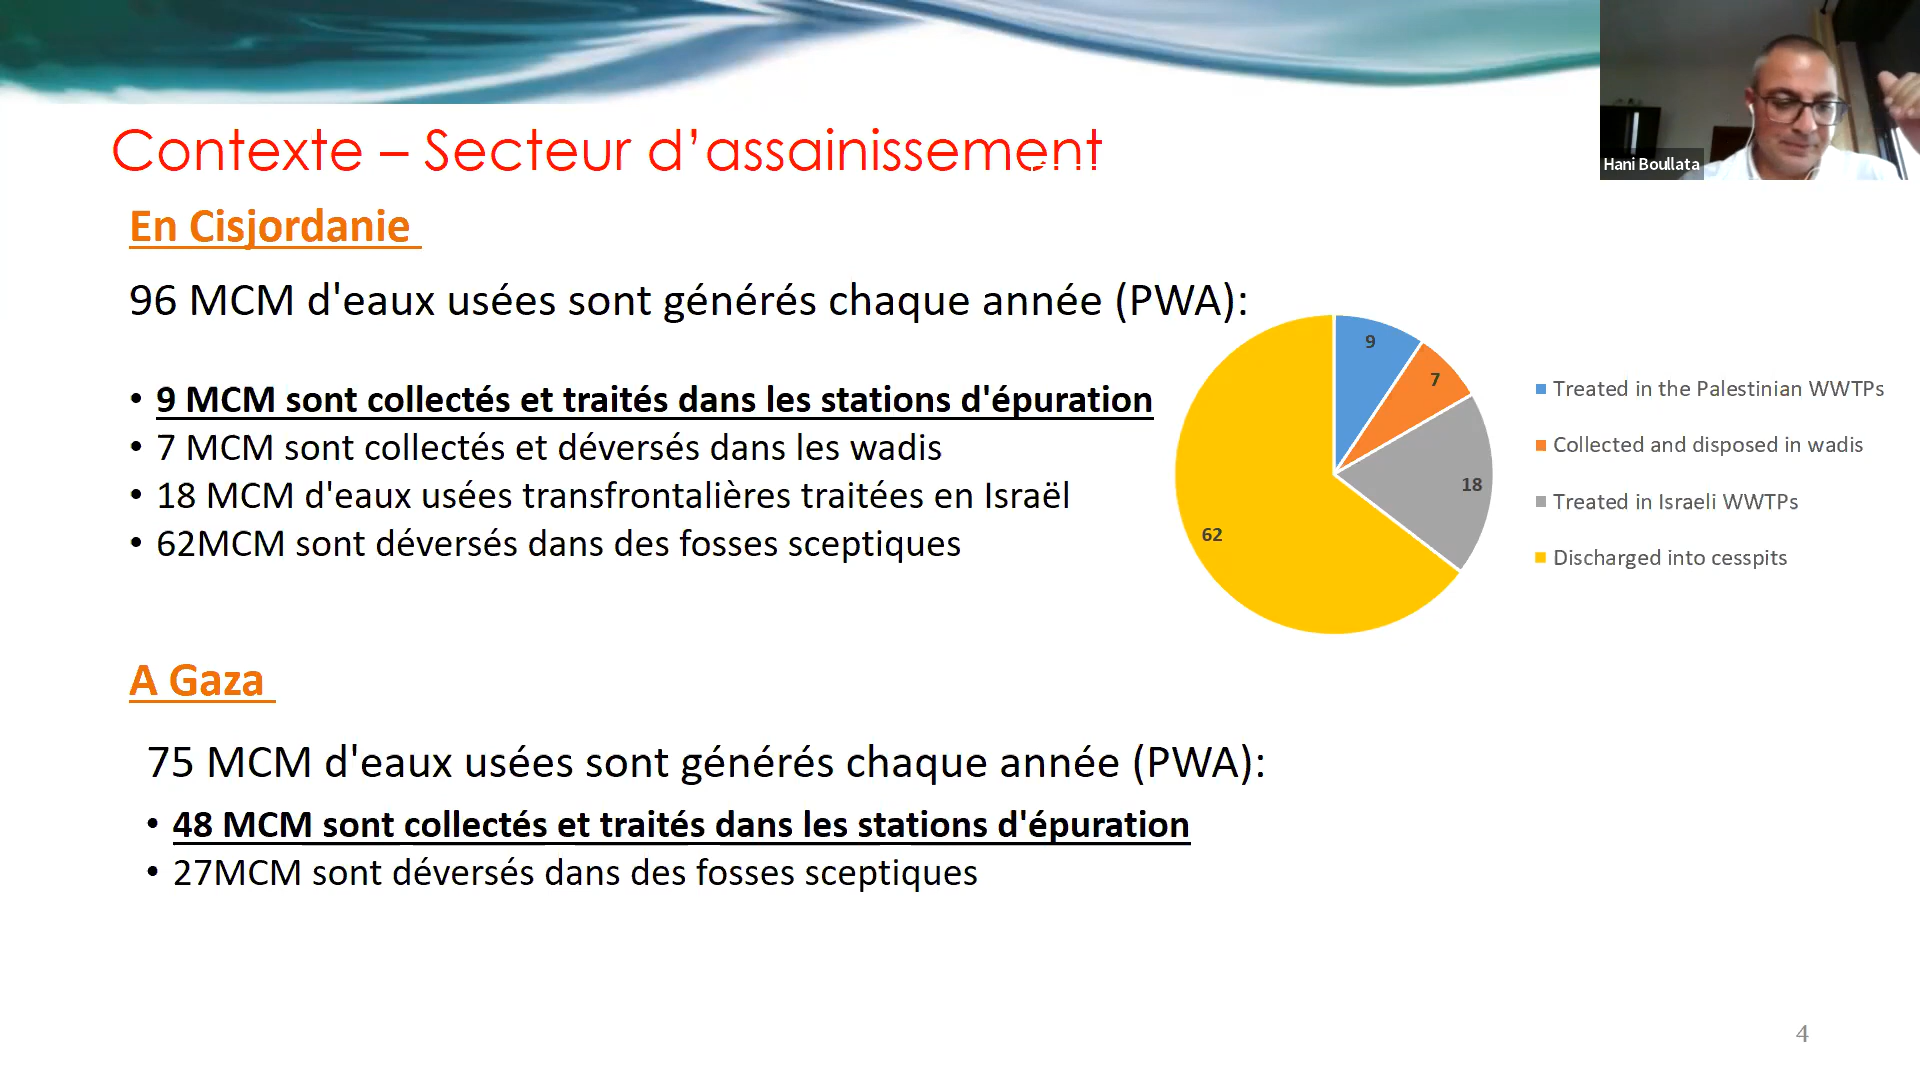 Hani Boullata
Contexte – Secteur d’assainissement
En Cisjordanie
96 MCM d'eaux usées sont générés chaque année (PWA):
• 9 MCM sont collectés et traités dans les stations d'épuration
• 7 MCM sont collectés et déversés dans les wadis
• 18 MCM d'eaux usées transfrontalières traitées en Israël
• 62MCM sont déversés dans des fosses sceptiques
9
7
18
62
Treated in the Palestinian WWTPs
Collected and disposed in wadis
Treated in Israeli WWTPs
Discharged into cesspits
A Gaza
75 MCM d'eaux usées sont générés chaque année (PWA):
• 48 MCM sont collectés et traités dans les stations d'épuration
• 27MCM sont déversés dans des fosses sceptiques
4